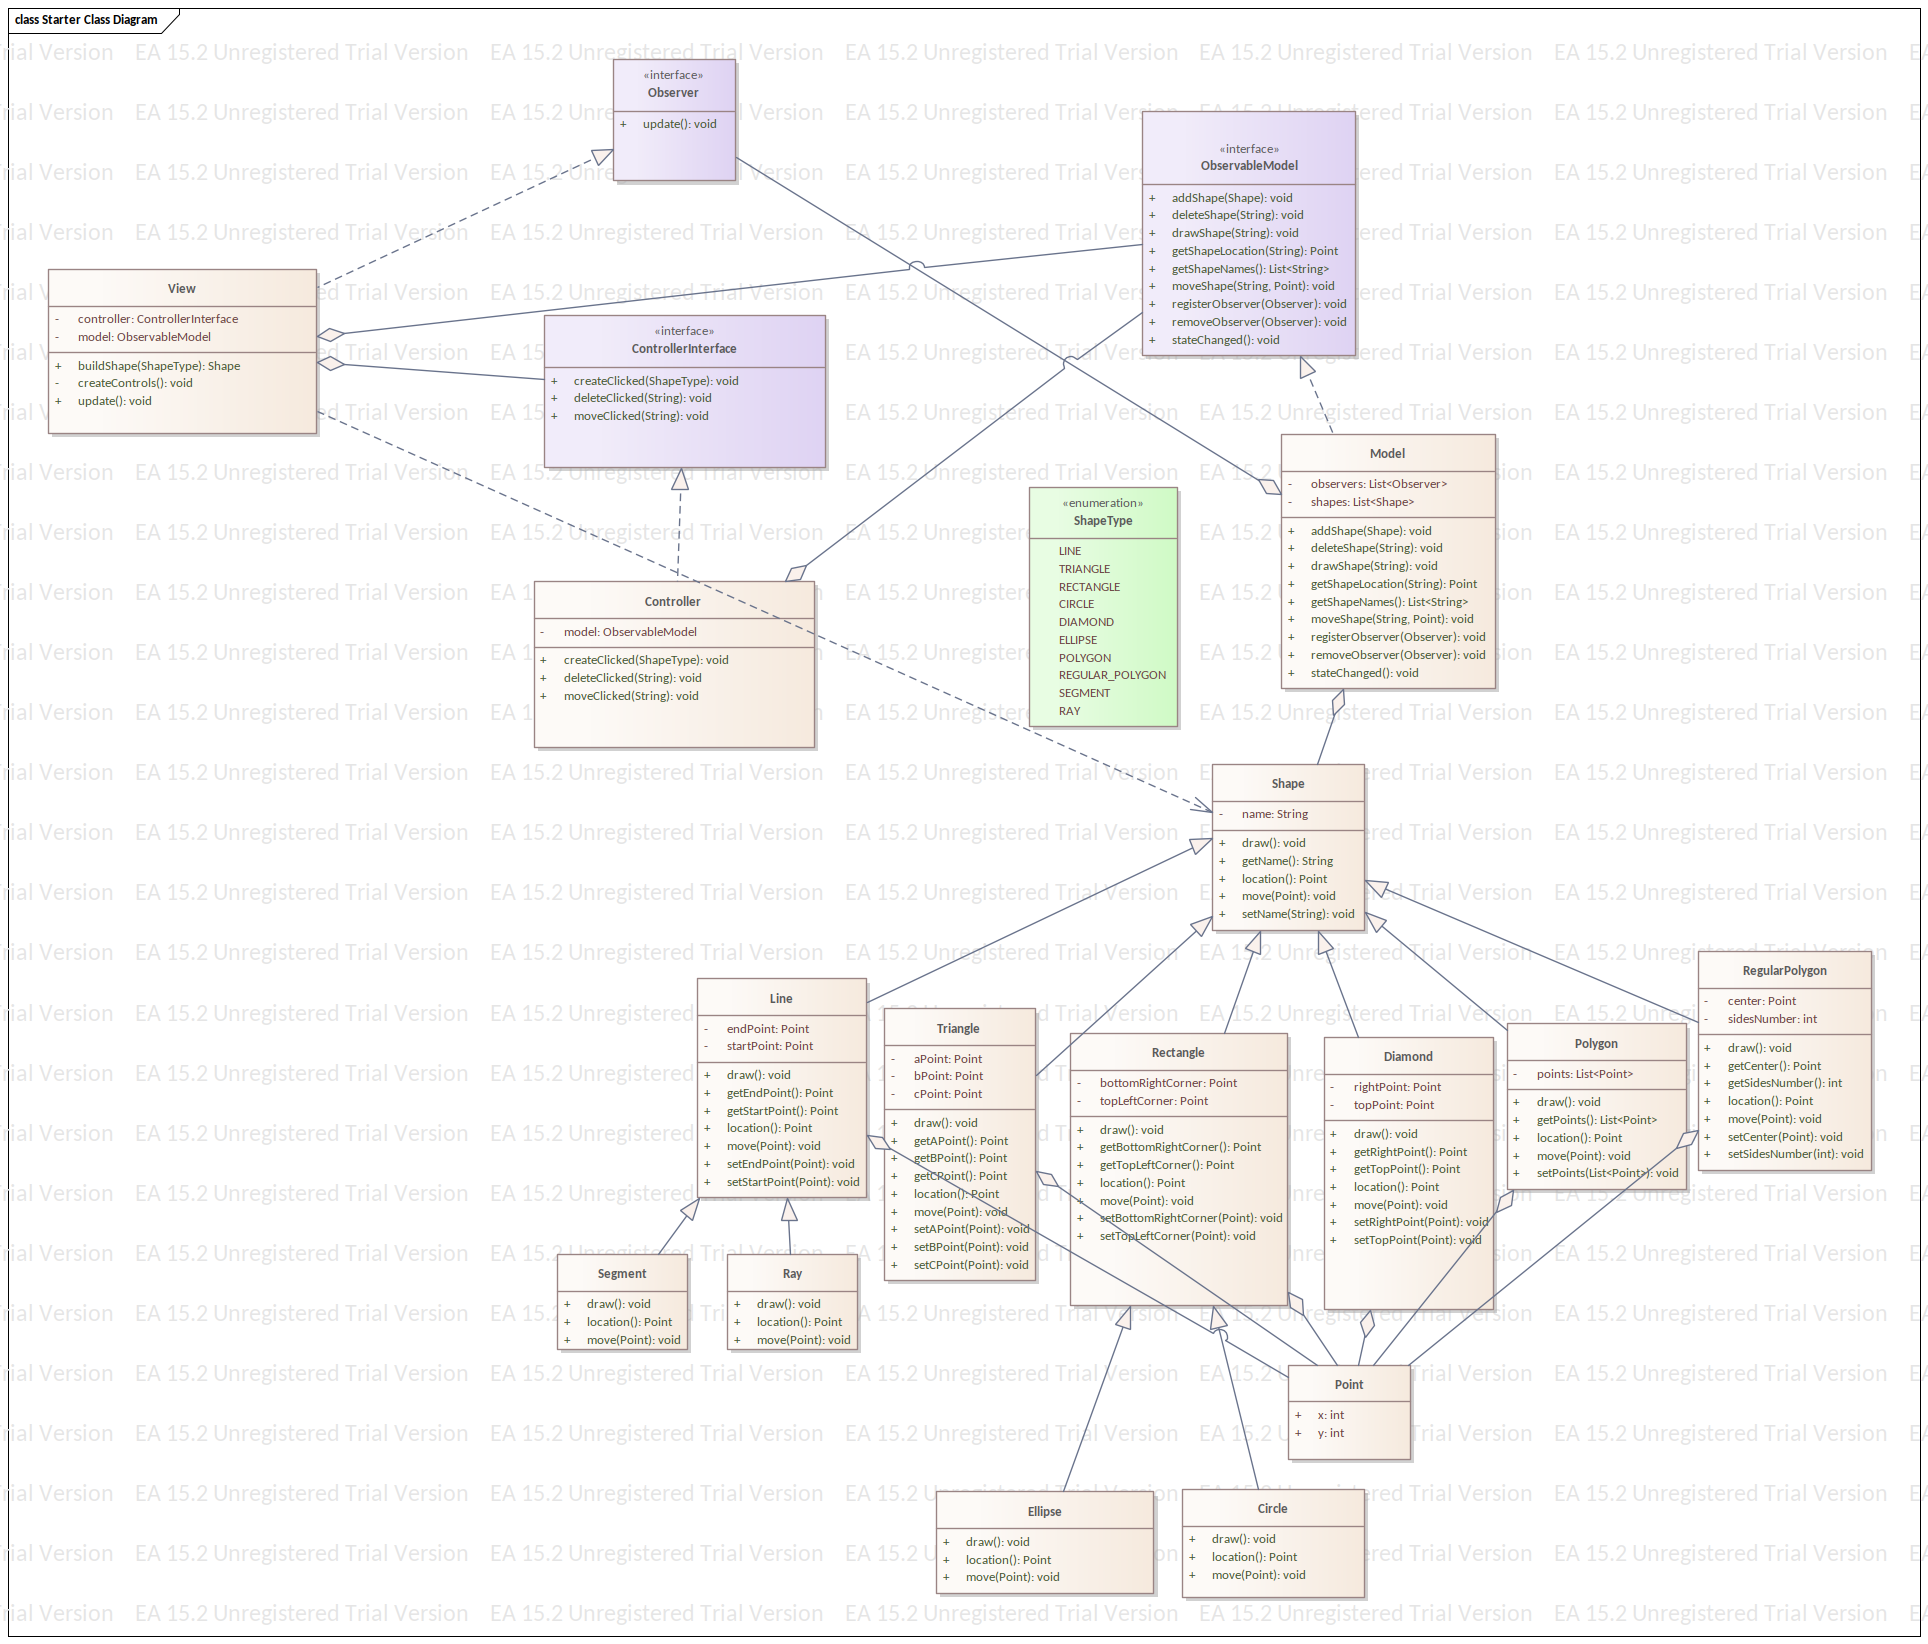 class Starter Class Diagram
EA 15.2 Unregistered Trial Version
«interface»
Observer
+ update(): void
«interface»
ObservableModel
+ addShape(Shape): void
+ deleteShape(String): void
+ drawShape(String): void
+ getShapeLocation(String): Point
+ getShapeNames(): List<String>
+ moveShape(String, Point): void
+ registerObserver(Observer): void
+ removeObserver(Observer): void
+ stateChanged(): void
View
- controller: ControllerInterface
- model: ObservableModel
+ buildShape(ShapeType): Shape
- createControls(): void
+ update(): void
«interface»
ControllerInterface
+ createClicked(ShapeType): void
+ deleteClicked(String): void
+ moveClicked(String): void
Model
- observers: List<Observer>
- shapes: List<Shape>
+ addShape(Shape): void
+ deleteShape(String): void
+ drawShape(String): void
+ getShapeLocation(String): Point
+ getShapeNames(): List<String>
+ moveShape(String, Point): void
+ registerObserver(Observer): void
+ removeObserver(Observer): void
+ stateChanged(): void
«enumeration»
ShapeType
LINE
TRIANGLE
RECTANGLE
CIRCLE
DIAMOND
ELLIPSE
POLYGON
REGULAR_POLYGON
SEGMENT
RAY
Controller
- model: ObservableModel
+ createClicked(ShapeType): void
+ deleteClicked(String): void
+ moveClicked(String): void
Shape
- name: String
+ draw(): void
+ getName(): String
+ location(): Point
+ move(Point): void
+ setName(String): void
Line
- endPoint: Point
- startPoint: Point
+ draw(): void
+ getEndPoint(): Point
+ getStartPoint(): Point
+ location(): Point
+ move(Point): void
+ setEndPoint(Point): void
+ setStartPoint(Point): void
Triangle
- aPoint: Point
- bPoint: Point
- cPoint: Point
+ draw(): void
+ getAPoint(): Point
+ getBPoint(): Point
+ getCPoint(): Point
+ location(): Point
+ move(Point): void
+ setAPoint(Point): void
+ setBPoint(Point): void
+ setCPoint(Point): void
Rectangle
- bottomRightCorner: Point
- topLeftCorner: Point
+ draw(): void
+ getBottomRightCorner(): Point
+ getTopLeftCorner(): Point
+ location(): Point
+ move(Point): void
+ setBottomRightCorner(Point): void
+ setTopLeftCorner(Point): void
Diamond
- rightPoint: Point
- topPoint: Point
+ draw(): void
+ getRightPoint(): Point
+ getTopPoint(): Point
+ location(): Point
+ move(Point): void
+ setRightPoint(Point): void
+ setTopPoint(Point): void
Polygon
- points: List<Point>
+ draw(): void
+ getPoints(): List<Point>
+ location(): Point
+ move(Point): void
+ setPoints(List<Point>): void
RegularPolygon
- center: Point
- sidesNumber: int
+ draw(): void
+ getCenter(): Point
+ getSidesNumber(): int
+ location(): Point
+ move(Point): void
+ setCenter(Point): void
+ setSidesNumber(int): void
Segment
+ draw(): void
+ location(): Point
+ move(Point): void
Ray
+ draw(): void
+ location(): Point
+ move(Point): void
Point
+ x: int
+ y: int
Ellipse
+ draw(): void
+ location(): Point
+ move(Point): void
Circle
+ draw(): void
+ location(): Point
+ move(Point): void